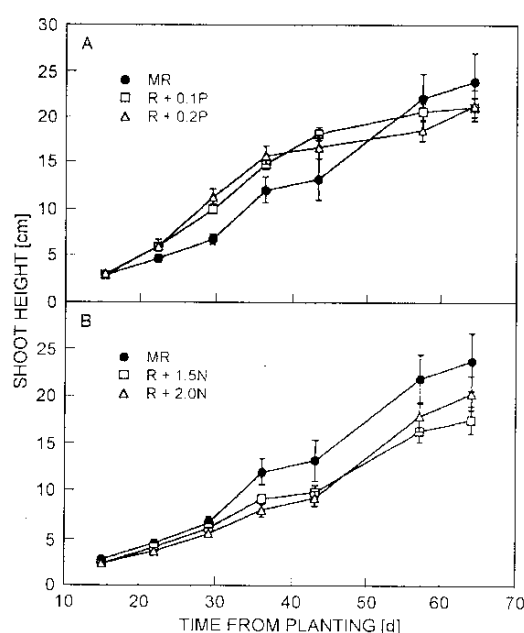 30
A
25
MR
R + 0.1P
20
R + 0.2P
15
10
5
0
SHOOT HEIGHT [cm]
B
25
MR
R + 1.5N
20
R + 2.0N
15
10
5
0
10 20 30 40 50 60 70
TIME FROM PLANTING [d]